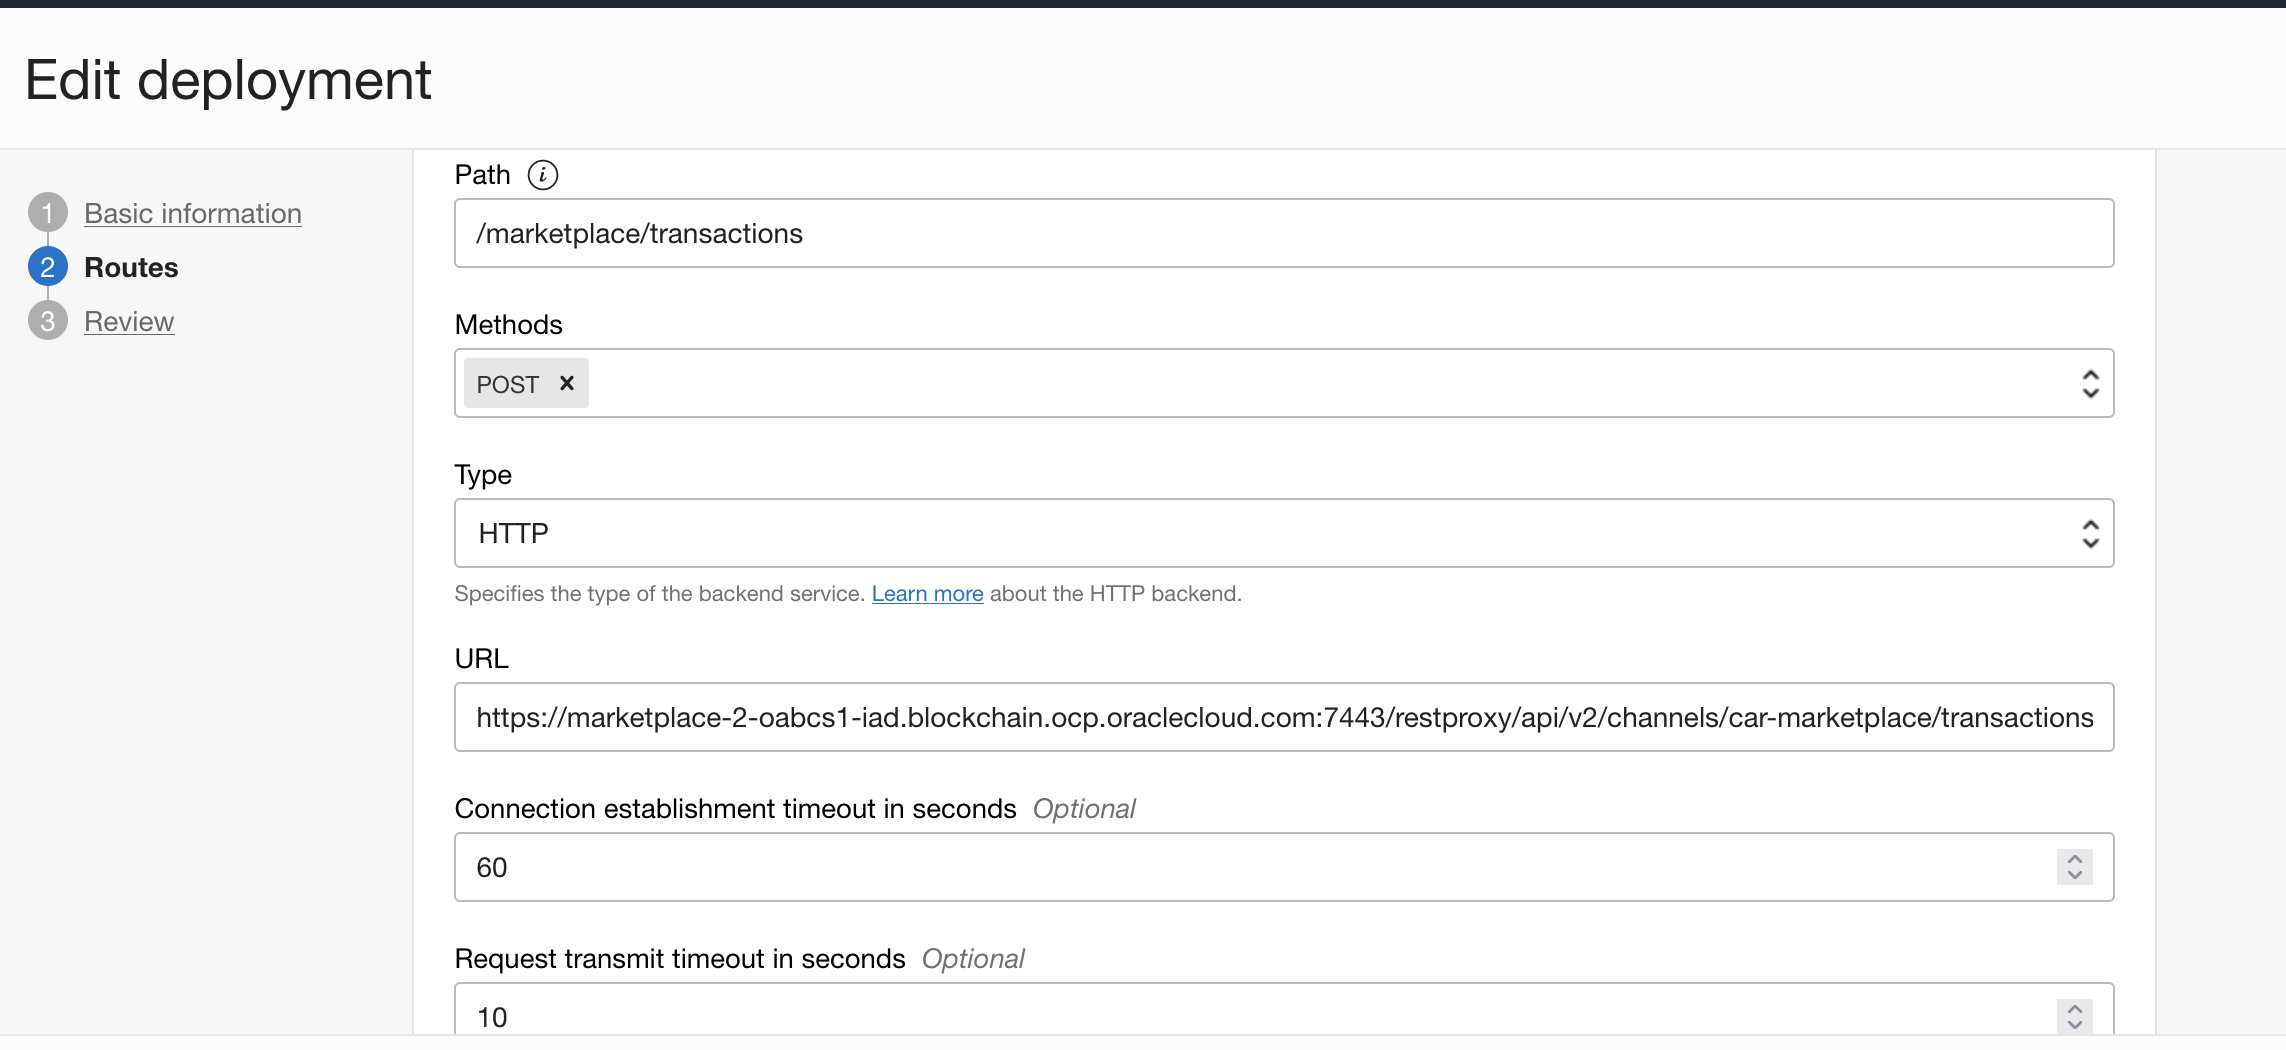 Edit deployment
1 Basic information
2 Routes
3 Review
Path i
/marketplace/transactions
Methods
POST ×
Type
HTTP
Specifies the type of the backend service. Learn more about the HTTP backend.
URL
https://marketplace-2-oabcs1-iad.blockchain.ocp.oraclecloud.com:7443/restproxy/api/v2/channels/car-marketplace/transactions
Connection establishment timeout in seconds Optional
60
Request transmit timeout in seconds Optional
10